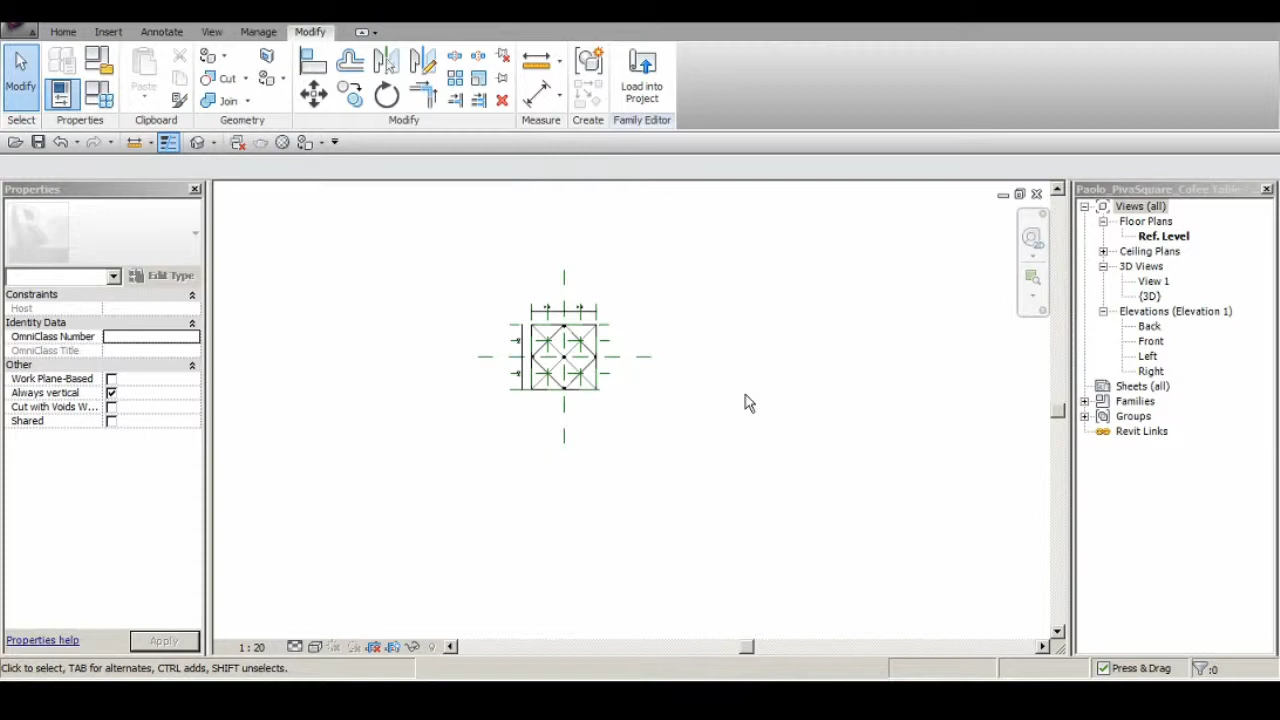 Home Insert Annotate View Manage Modify
Modify Paste Cut Join Load into Project
Select Properties Clipboard Geometry Modify Measure Create Family Editor
Properties
Edit Type
Constraints
Host
Identity Data
OmniClass Number
OmniClass Title
Other
Work Plane-Based
Always vertical
Cut with Voids W...
Shared
Properties help Apply
Paolo_PivaSquare_Cofee Table
Views (all)
Floor Plans
Ref. Level
Ceiling Plans
3D Views
View 1
{3D}
Elevations (Elevation 1)
Back
Front
Left
Right
Sheets (all)
Families
Groups
Revit Links
1 : 20
Click to select, TAB for alternates, CTRL adds, SHIFT unselects.
Press & Drag :0